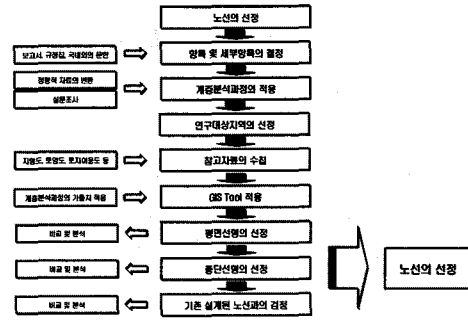 노선의 선정
보고서, 규정집, 국내외의 문헌
항목 및 세부항목의 결정
정량적 자료의 변환
설문조사
계층분석과정의 적용
연구대상지역의 선정
지형도, 토양도, 토지이용도 등
참고자료의 수집
계층분석과정의 가중치 적용
GIS Tool 적용
비교 및 분석
평면선형의 선정
비교 및 분석
종단선형의 선정
비교 및 분석
기존 설계된 노선과의 검정
노선의 선정